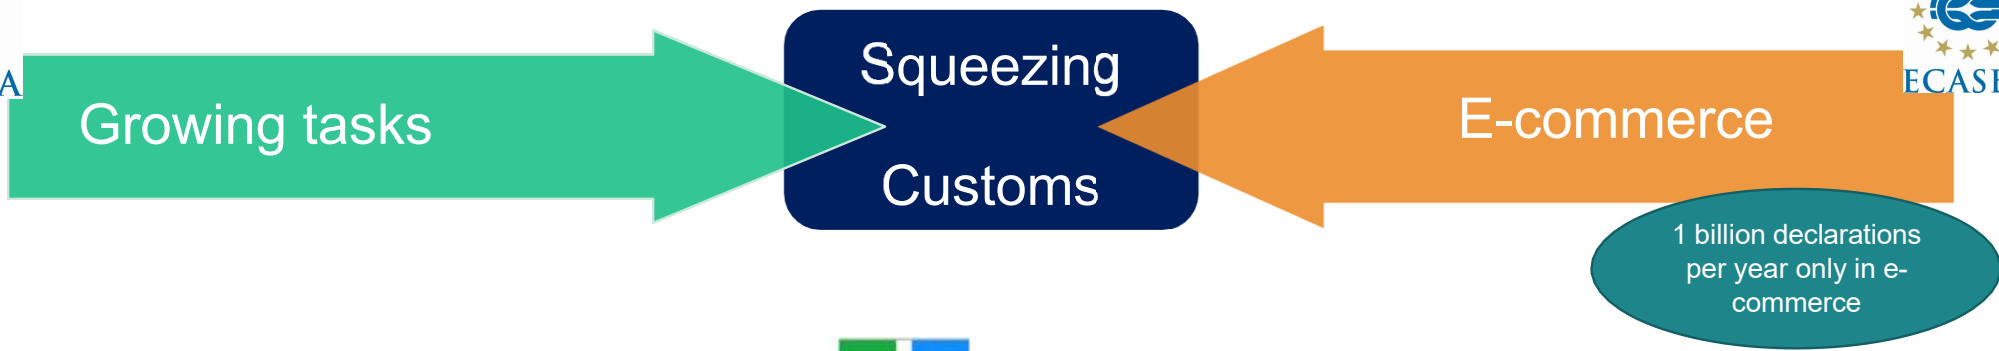 Squeezing
Customs
Growing tasks
E-commerce
1 billion declarations
per year only in e-
commerce
A